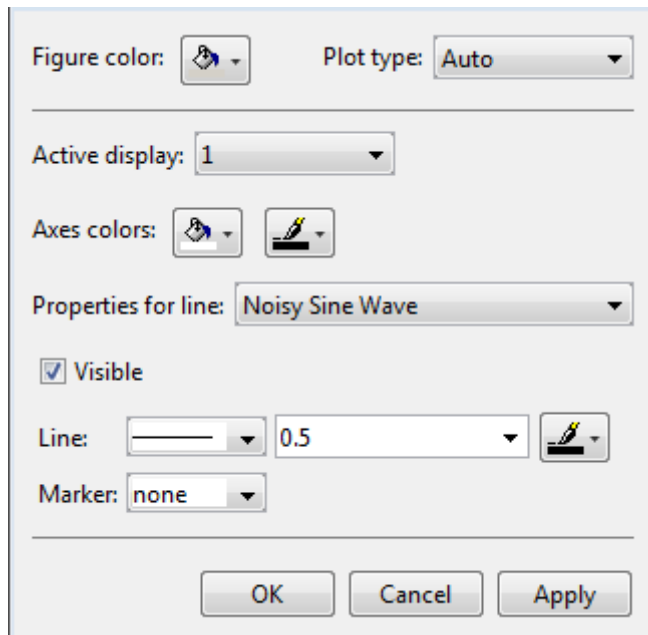 Figure color: Plot type: Auto
Active display: 1
Axes colors:
Properties for line: Noisy Sine Wave
Visible
Line: 0.5
Marker: none
OK Cancel Apply